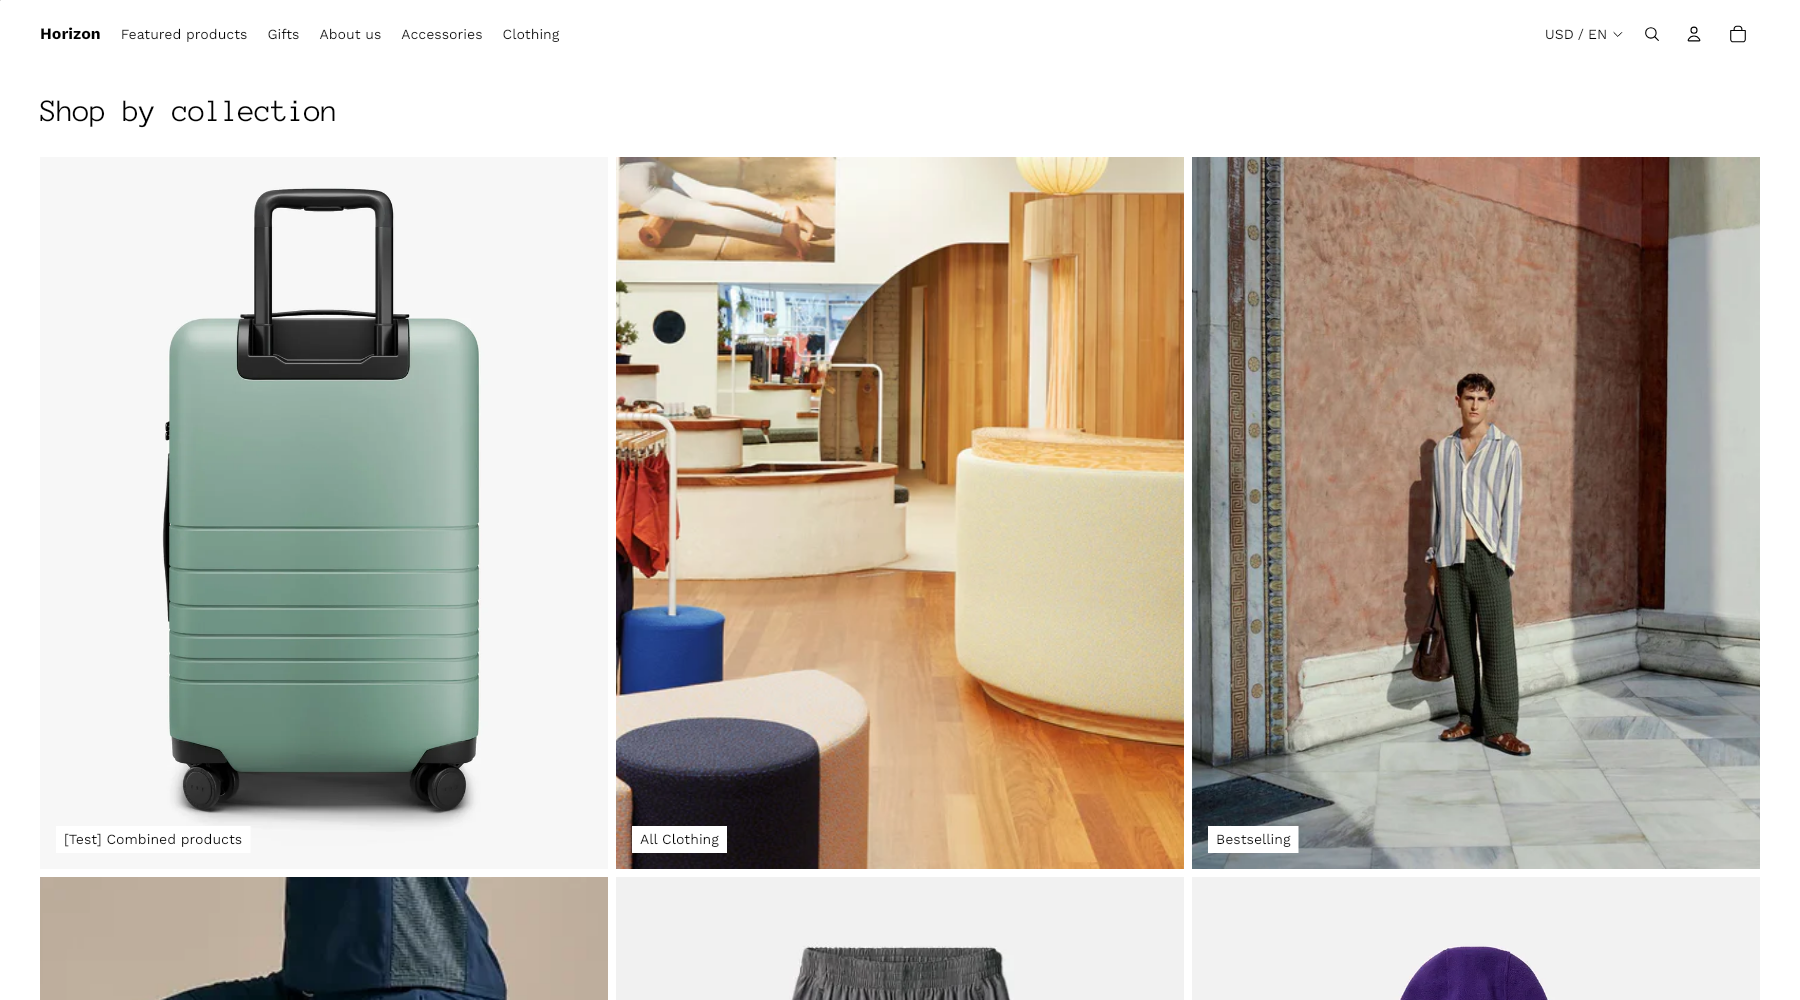 Horizon Featured products Gifts About us Accessories Clothing USD / EN
Shop by collection
[Test] Combined products
All Clothing
Bestselling